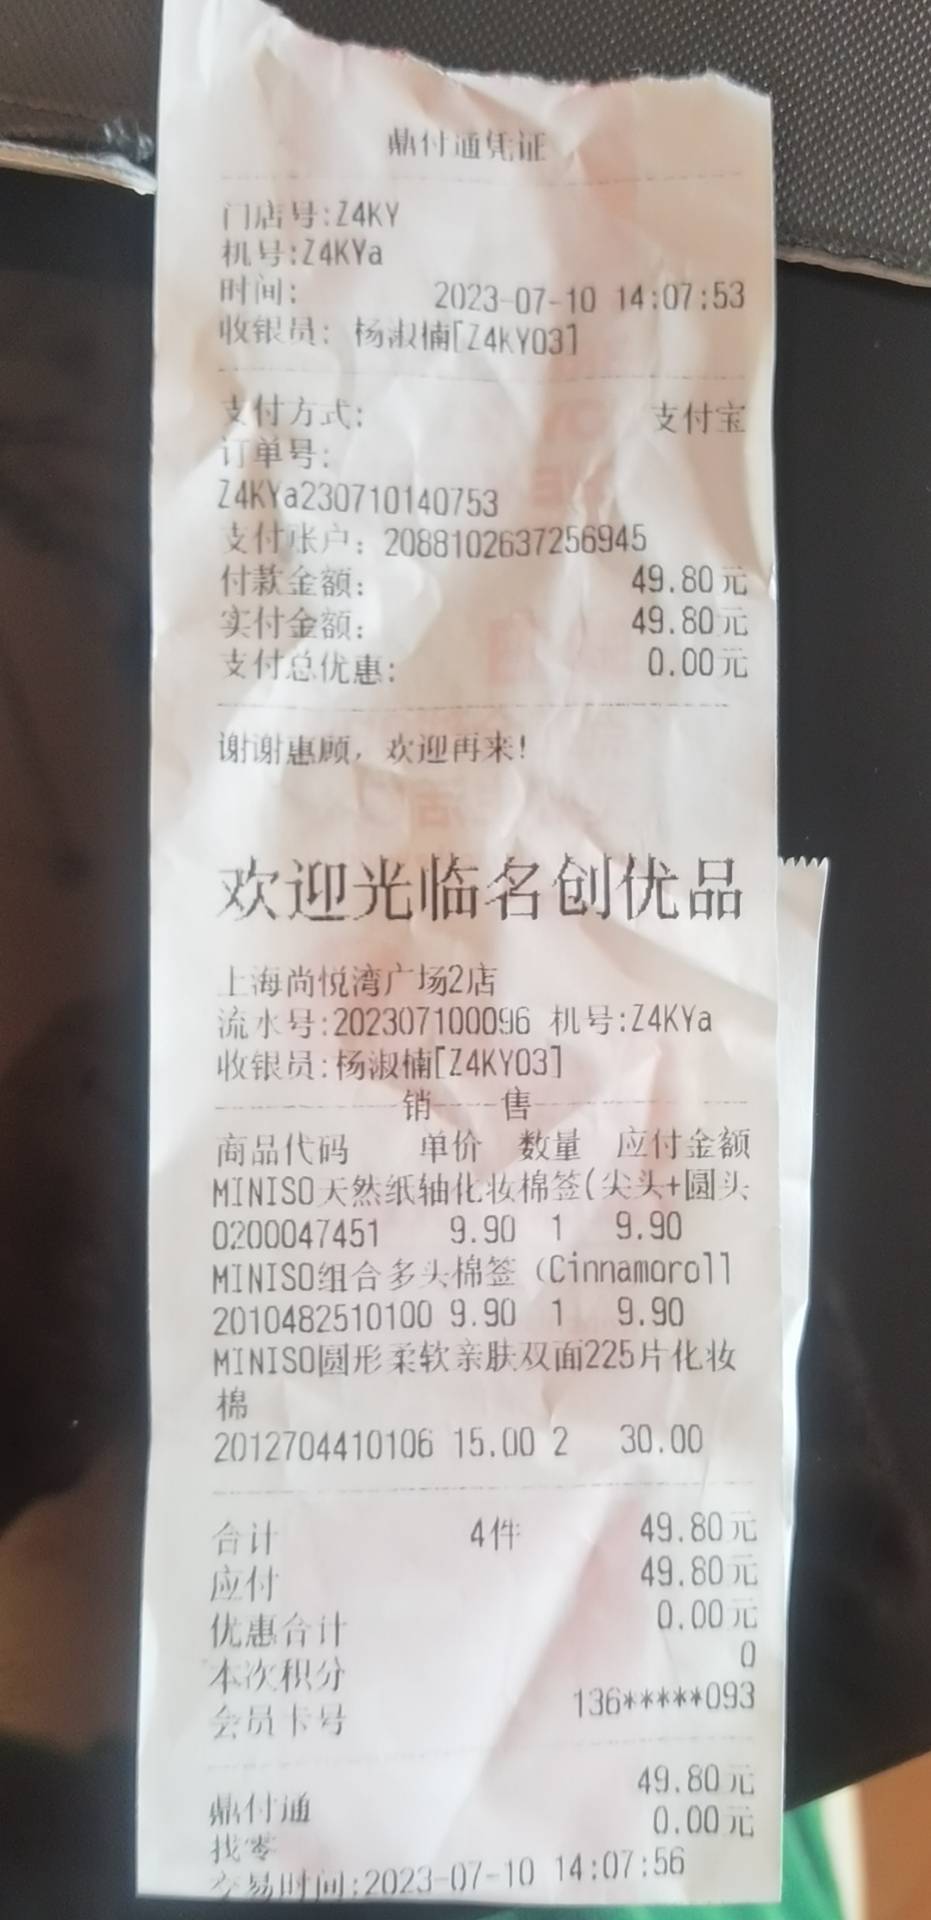 鼎付通凭证
门店号:Z4KY
机号:Z4KYa
时间: 2023-07-10 14:07:53
收银员: 杨淑楠[Z4KY03]
支付方式: 支付宝
订单号:
Z4KYa230710140753
支付账户: 2088102637256945
付款金额: 49.80元
实付金额: 49.80元
支付总优惠: 0.00元
谢谢惠顾, 欢迎再来!
欢迎光临名创优品
上海尚悦湾广场2店
流水号:202307100096 机号:Z4KYa
收银员:杨淑楠[Z4KY03]
销 售
商品代码 单价 数量 应付金额
MINISO天然纸轴化妆棉签(尖头+圆头
0200047451 9.90 1 9.90
MINISO组合多头棉签（Cinnamoroll
2010482510100 9.90 1 9.90
MINISO圆形柔软亲肤双面225片化妆
棉
2012704410106 15.00 2 30.00
合计 4件 49.80元
应付 49.80元
优惠合计 0.00元
本次积分 0
会员卡号 136*****093
鼎付通 49.80元
找零 0.00元
交易时间:2023-07-10 14:07:56